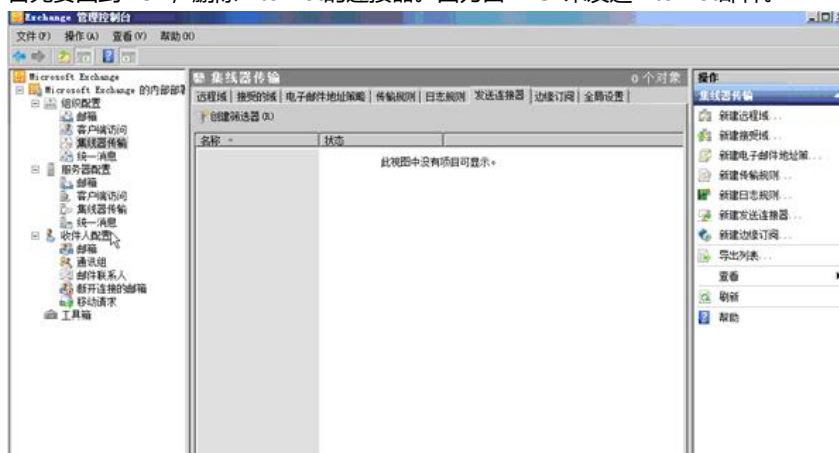 Exchange 管理控制台
文件(F) 操作(A) 查看(V) 帮助(H)
Microsoft Exchange
Microsoft Exchange 的内部部
组织配置
邮箱
客户端访问
集线器传输
统一消息
服务器配置
邮箱
客户端访问
集线器传输
统一消息
收件人配置
邮箱
通讯组
邮件联系人
断开连接的邮箱
移动请求
工具箱
集线器传输 0 个对象
远程域 接受的域 电子邮件地址策略 传输规则 日志规则 发送连接器 边缘订阅 全局设置
创建筛选器(R)
名称 状态
此视图中没有项目可显示。
操作
集线器传输
新建远程域...
新建接受域...
新建电子邮件地址策...
新建传输规则...
新建日志规则...
新建发送连接器...
新建边缘订阅...
导出列表...
查看
刷新
帮助